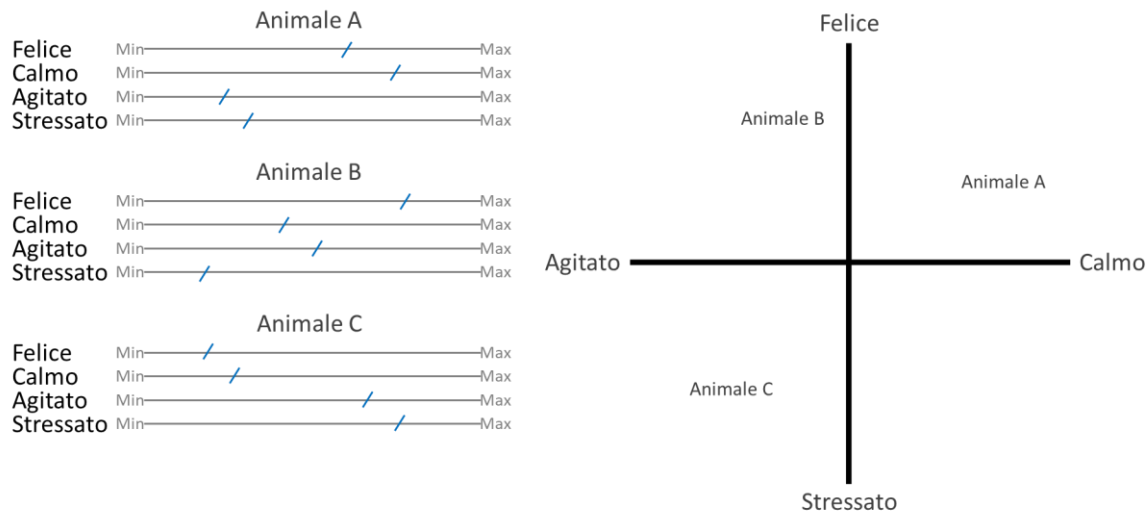 Animale A
Felice Min Max
Calmo Min Max
Agitato Min Max
Stressato Min Max
Animale B
Felice Min Max
Calmo Min Max
Agitato Min Max
Stressato Min Max
Animale C
Felice Min Max
Calmo Min Max
Agitato Min Max
Stressato Min Max
Felice
Animale B
Animale A
Agitato Calmo
Animale C
Stressato